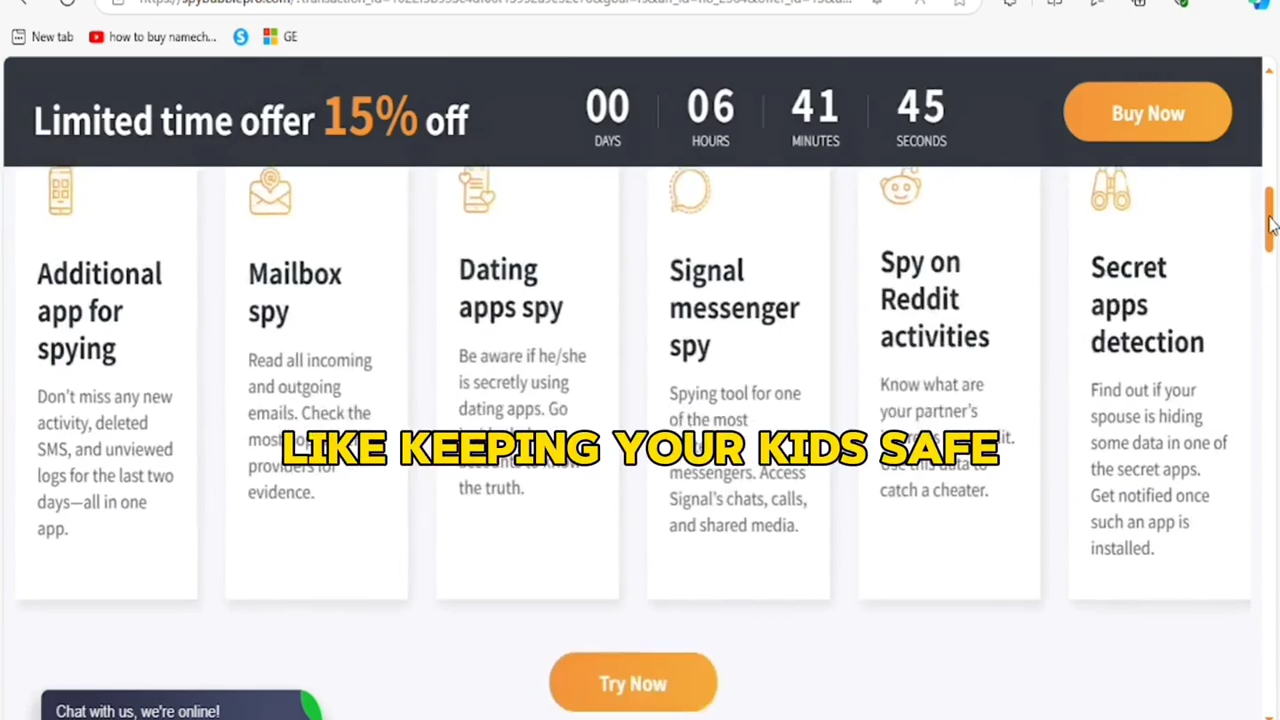 New tab
how to buy namech...
GE
Limited time offer 15% off
00
DAYS
06
HOURS
41
MINUTES
45
SECONDS
Buy Now
Additional
app for
spying
Don't miss any new
activity, deleted
SMS, and unviewed
logs for the last two
days—all in one
app.
Mailbox
spy
Read all incoming
and outgoing
emails. Check the
providers for
evidence.
Dating
apps spy
Be aware if he/she
is secretly using
dating apps. Go
the truth.
Signal
messenger
spy
Spying tool for one
of the most
messengers. Access
Signal's chats, calls,
and shared media.
Spy on
Reddit
activities
Know what are
your partner's
Use this data to
catch a cheater.
Secret
apps
detection
Find out if your
spouse is hiding
some data in one of
the secret apps.
Get notified once
such an app is
installed.
LIKE KEEPING YOUR KIDS SAFE
Try Now
Chat with us, we're online!